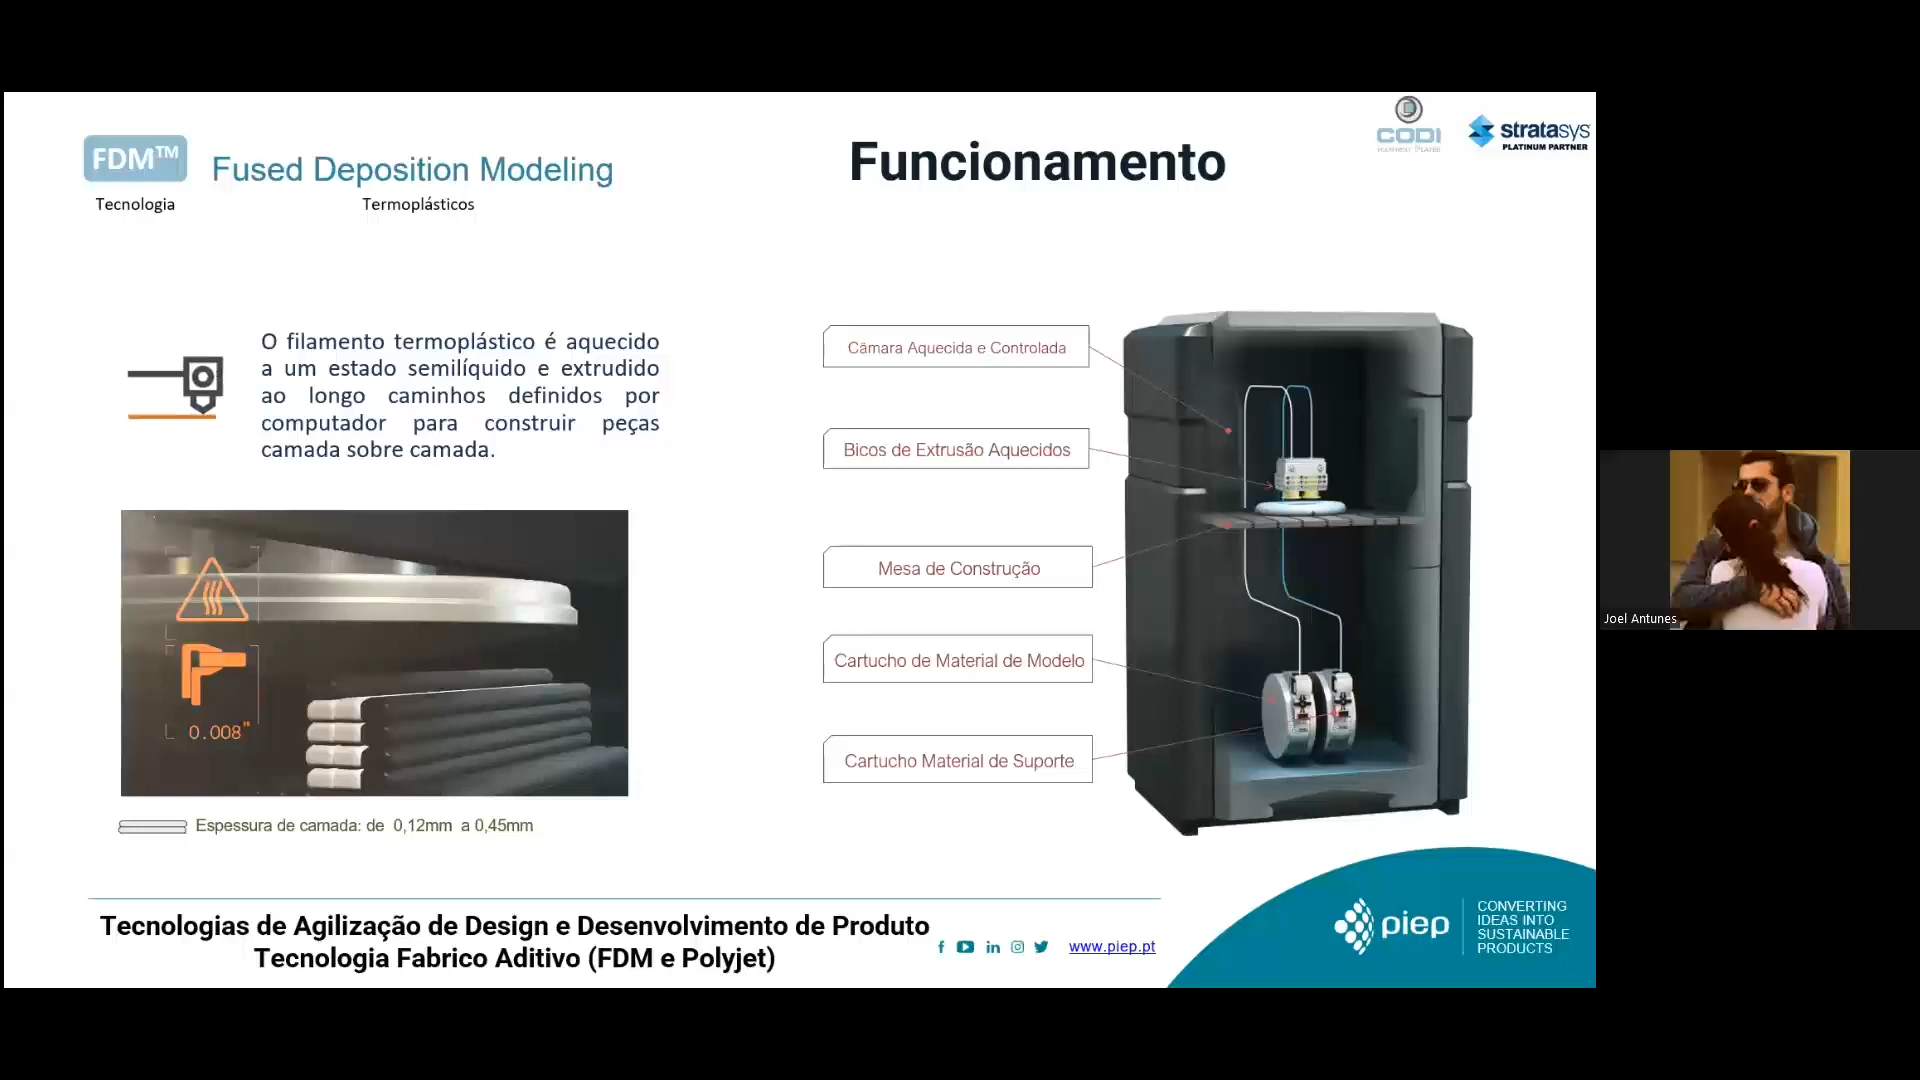 FDM™
Fused Deposition Modeling
Tecnologia
Termoplásticos
Funcionamento
CODI
stratasys
PLATINUM PARTNER
O filamento termoplástico é aquecido
a um estado semilíquido e extrudido
ao longo caminhos definidos por
computador para construir peças
camada sobre camada.
0.008"
Espessura de camada: de 0,12mm a 0,45mm
Câmara Aquecida e Controlada
Bicos de Extrusão Aquecidos
Mesa de Construção
Cartucho de Material de Modelo
Cartucho Material de Suporte
Joel Antunes
Tecnologias de Agilização de Design e Desenvolvimento de Produto
Tecnologia Fabrico Aditivo (FDM e Polyjet)
www.piep.pt
piep
CONVERTING
IDEAS INTO
SUSTAINABLE
PRODUCTS